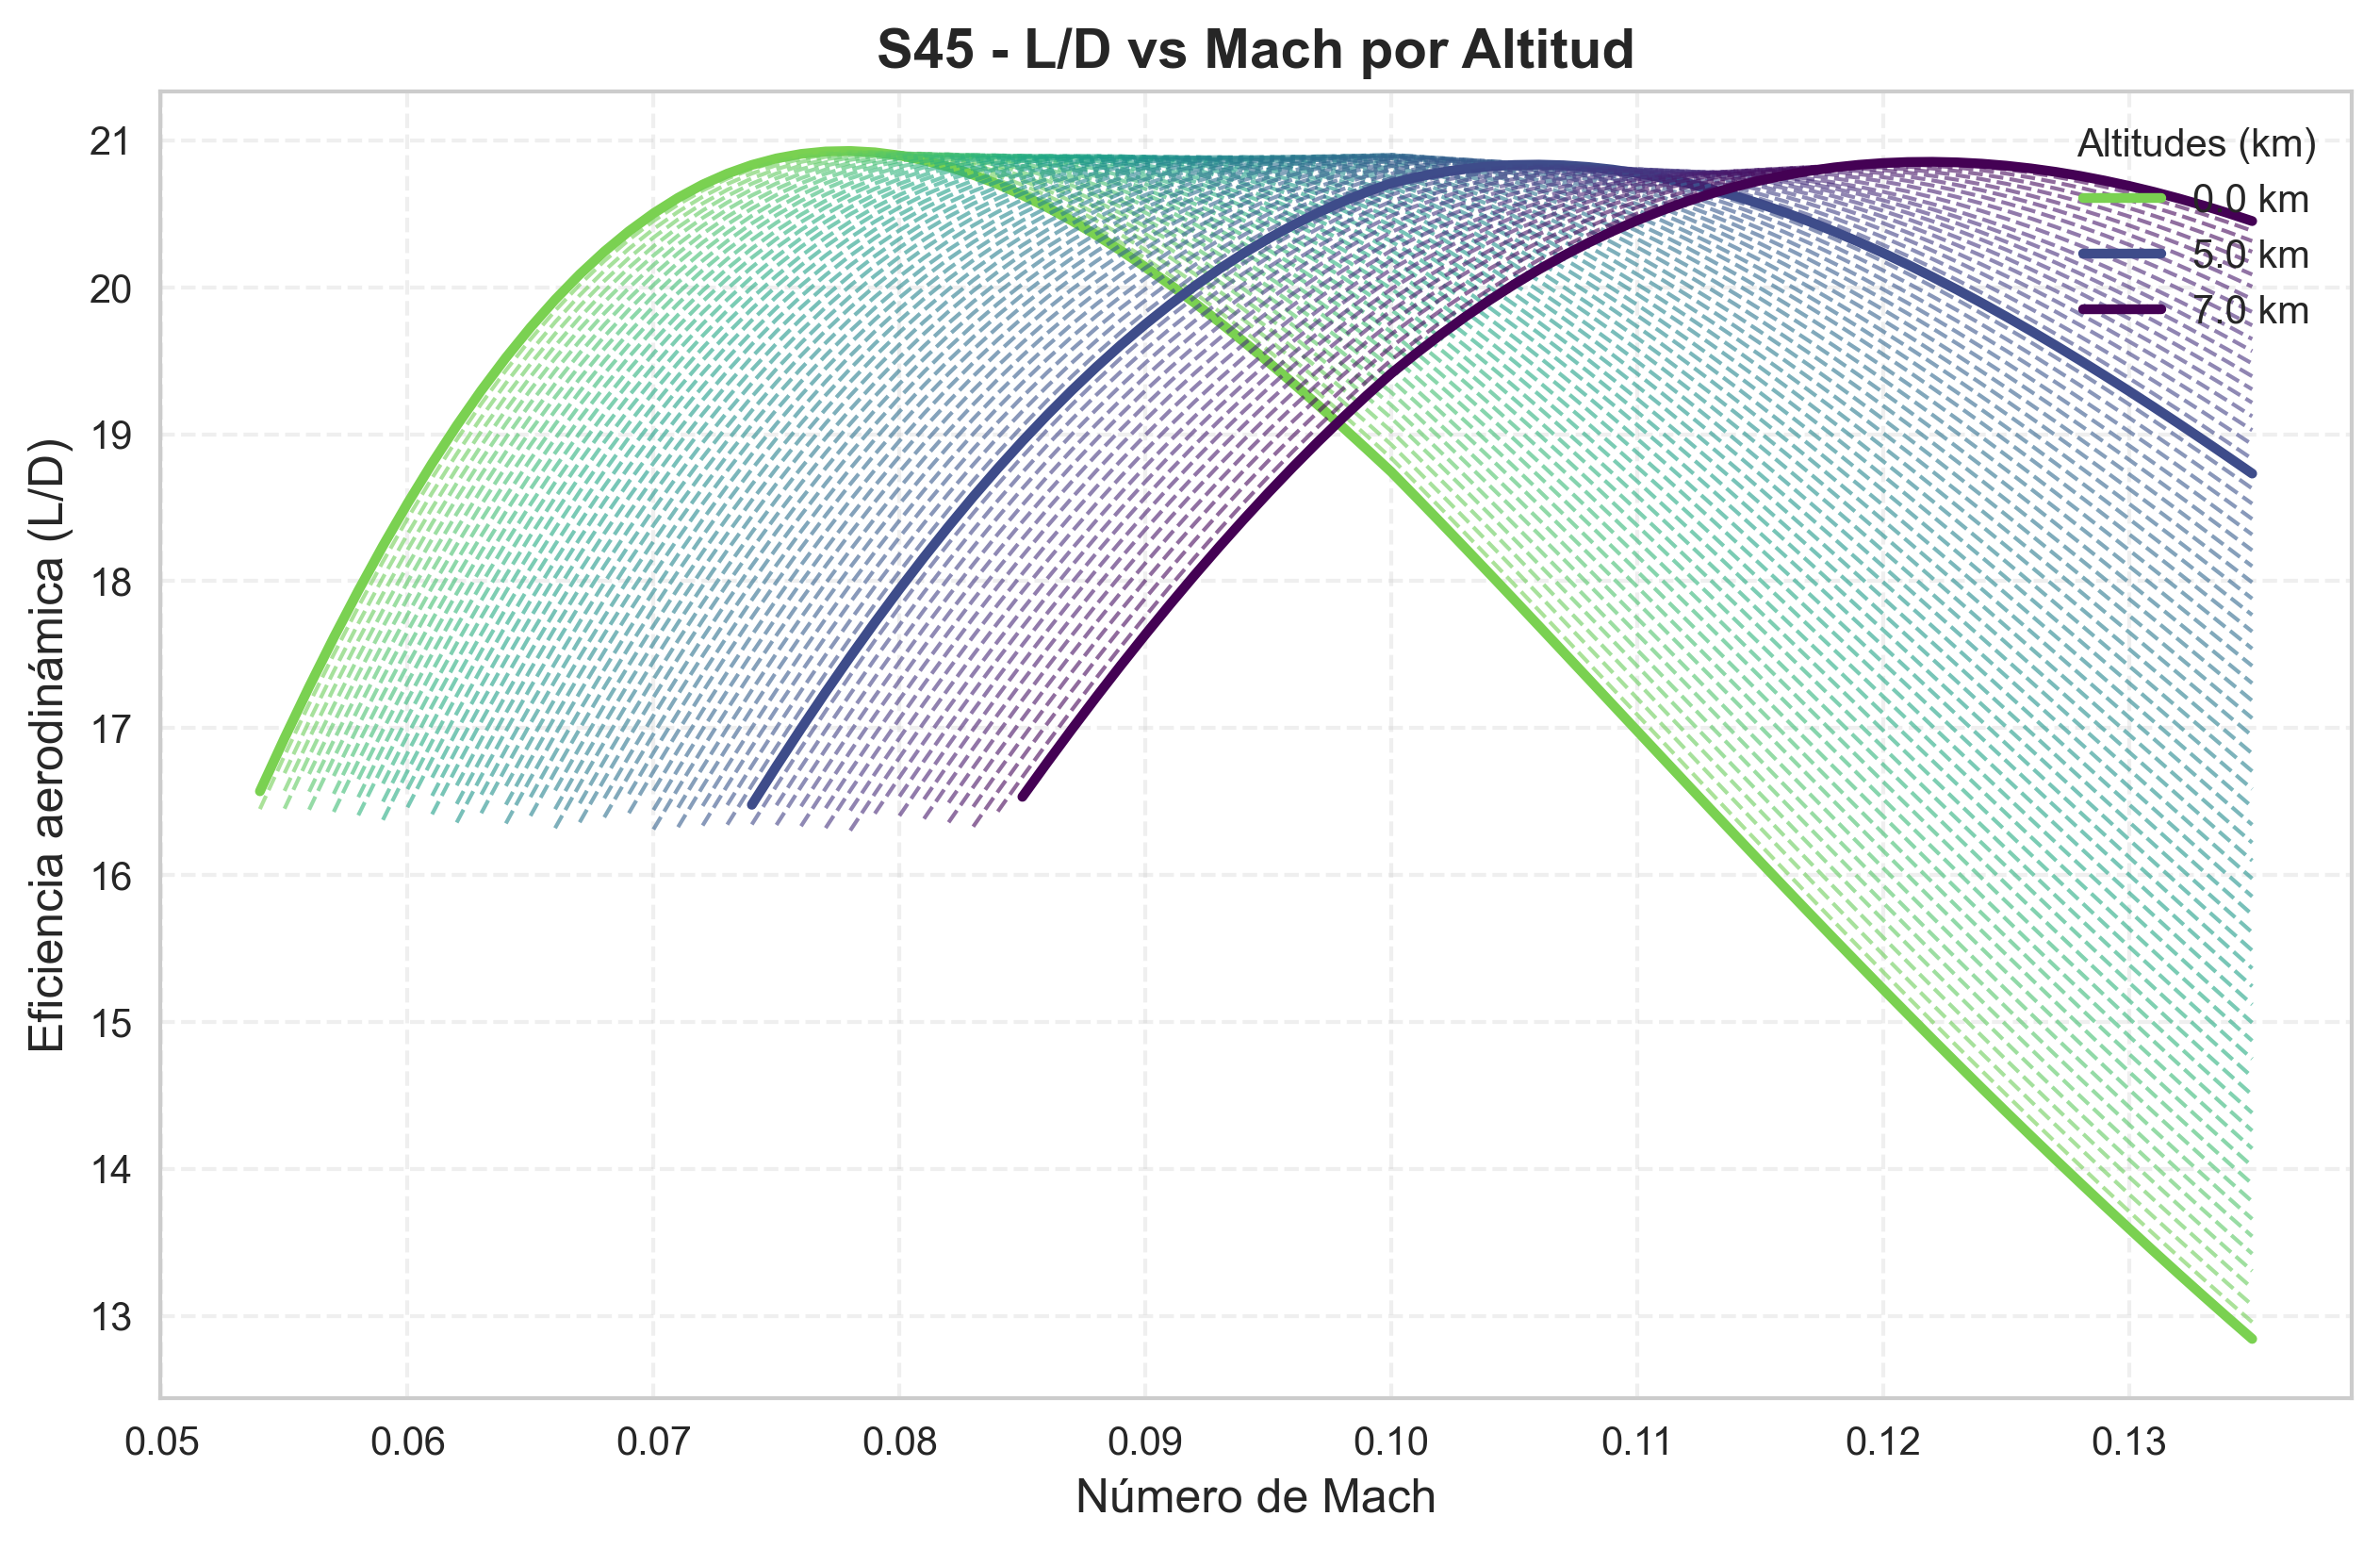 S45 - L/D vs Mach por Altitud
Eficiencia aerodinámica (L/D)
21
20
19
18
17
16
15
14
13
Altitudes (km)
0.0 km
5.0 km
7.0 km
0.05 0.06 0.07 0.08 0.09 0.10 0.11 0.12 0.13
Número de Mach